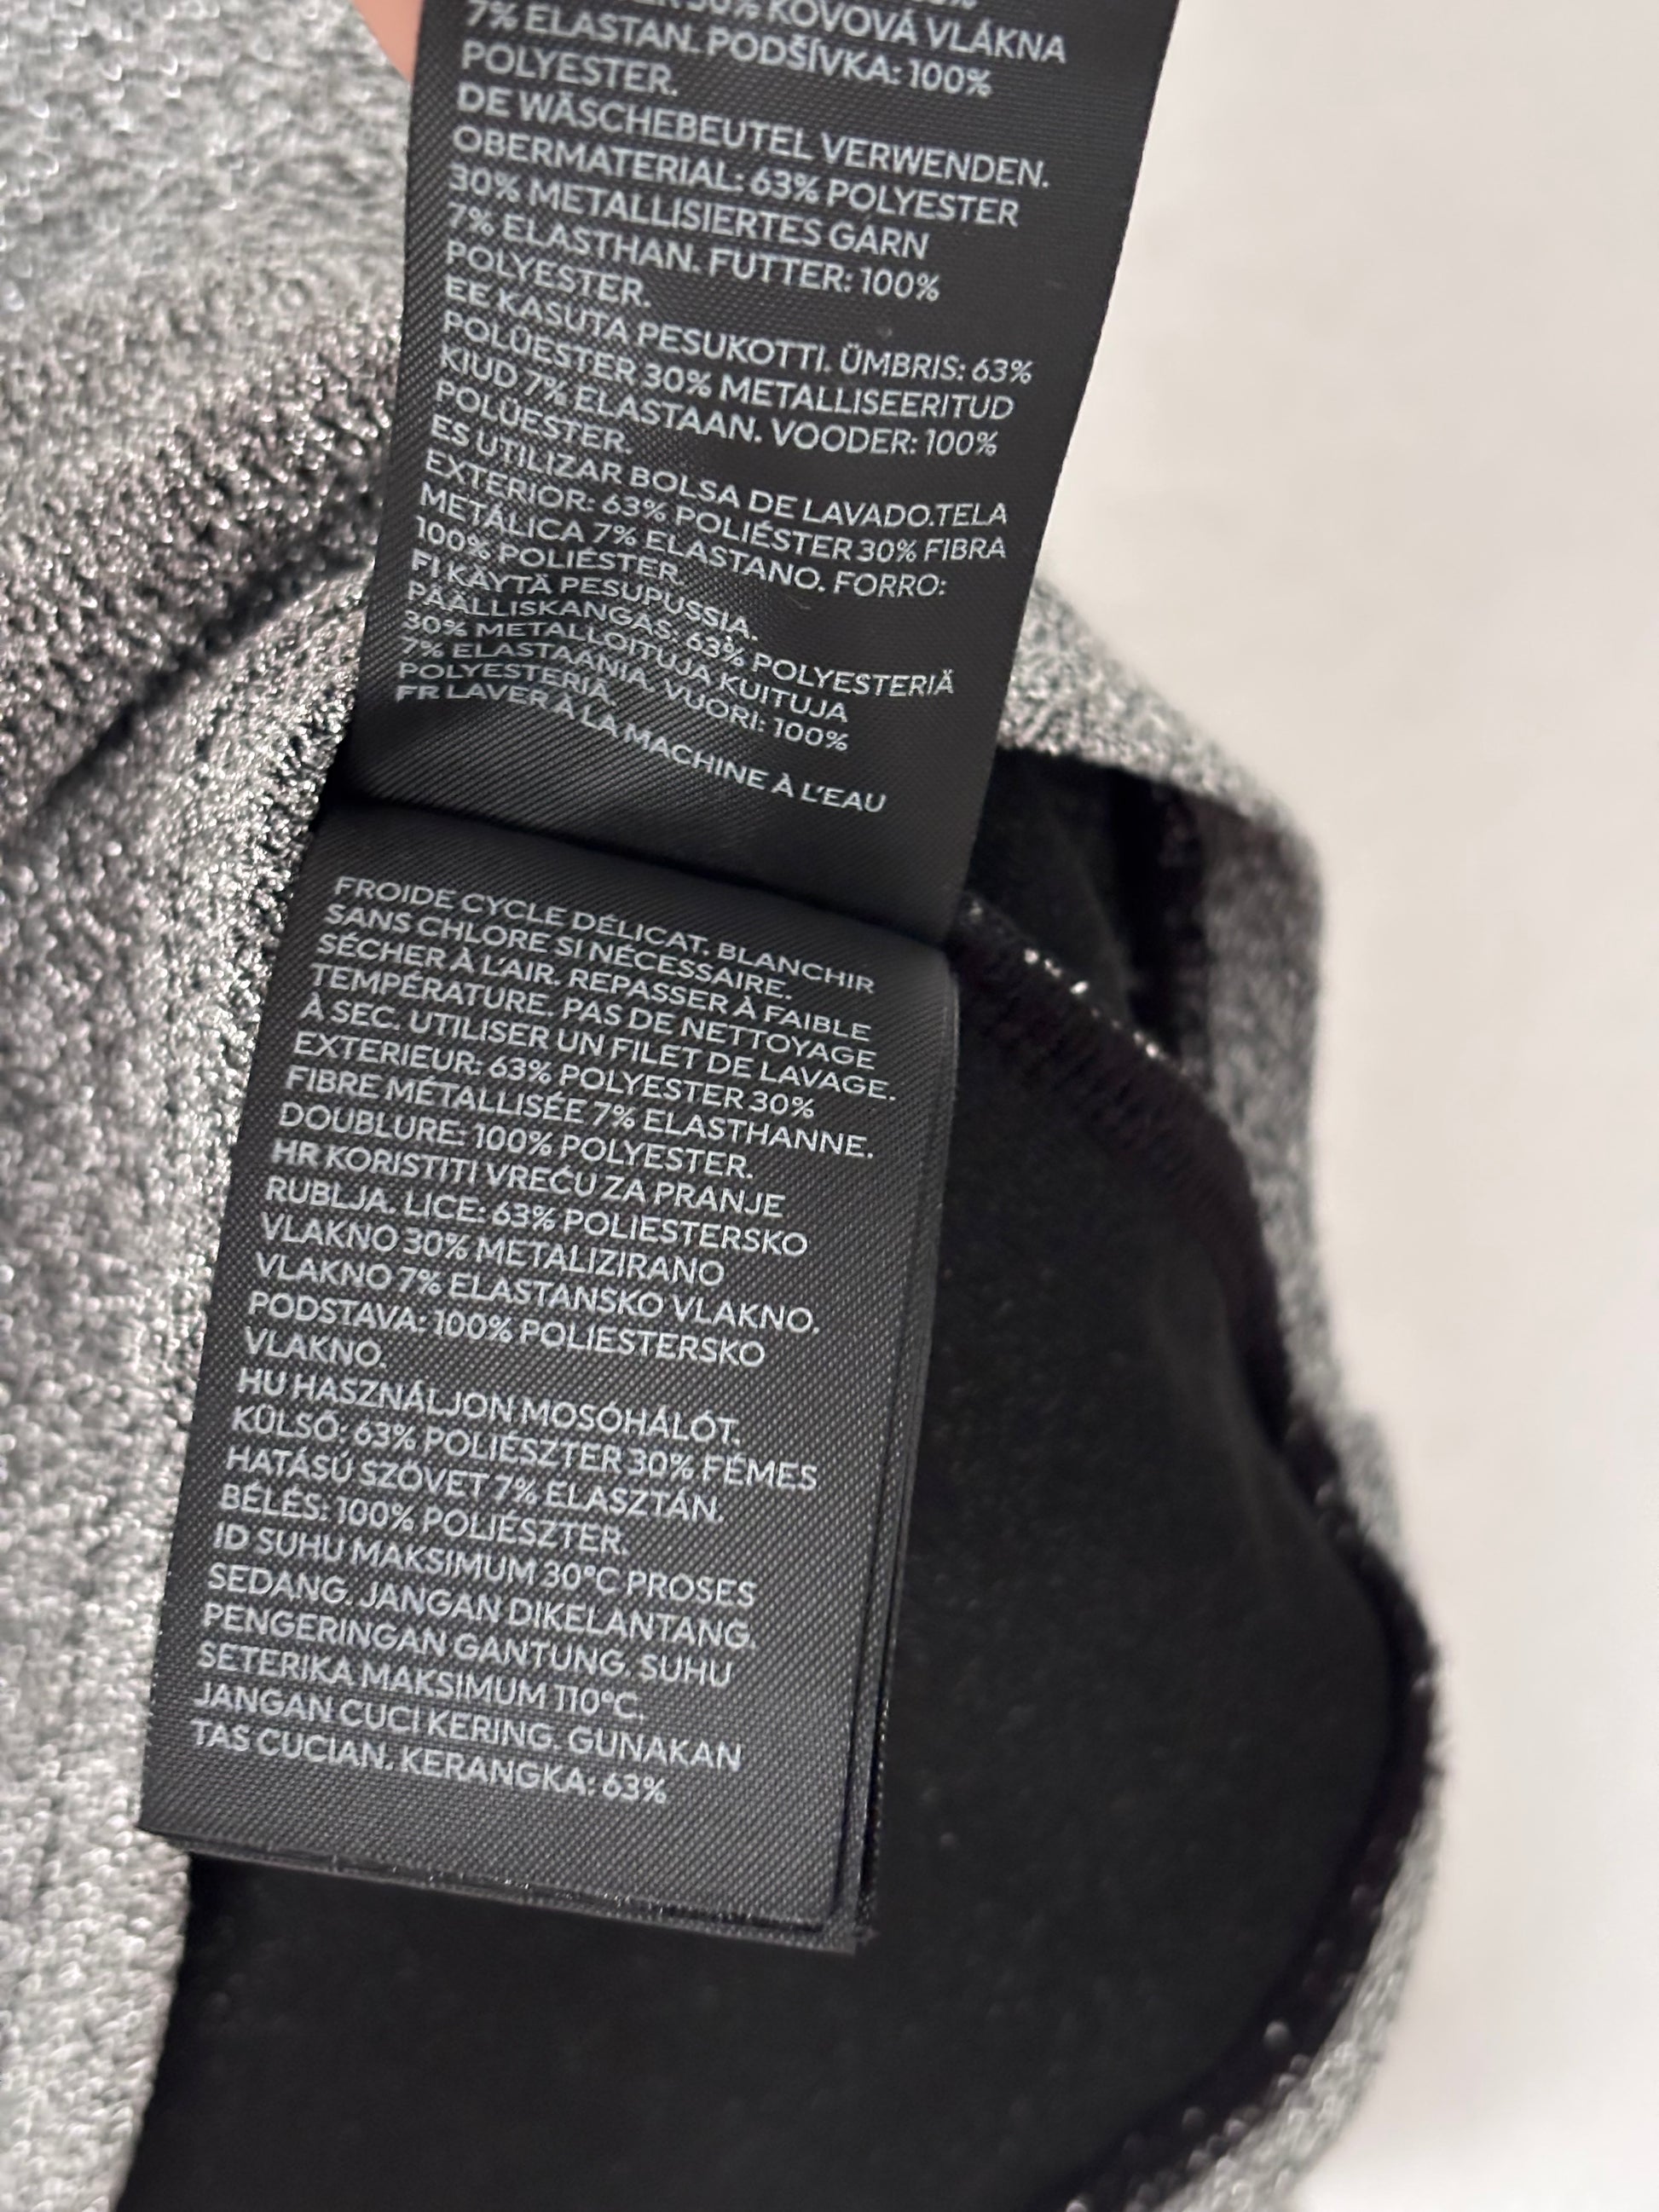 30% KOVOVÁ VLÁKNA
7% ELASTAN. PODŠÍVKA: 100%
POLYESTER.
DE WÄSCHEBEUTEL VERWENDEN.
OBERMATERIAL: 63% POLYESTER
30% METALLISIERTES GARN
7% ELASTHAN. FUTTER: 100%
POLYESTER.
EE KASUTA PESUKOTTI. ÜMBRIS: 63%
POLÜESTER 30% METALLISEERITUD
KIUD 7% ELASTAAN. VOODER: 100%
POLÜESTER.
ES UTILIZAR BOLSA DE LAVADO.TELA
EXTERIOR: 63% POLIÉSTER 30% FIBRA
METÁLICA 7% ELASTANO. FORRO:
100% POLIÉSTER.
FI KÄYTÄ PESUPUSSIA.
PÄÄLLISKANGAS: 63% POLYESTERIÄ
30% METALLOITUJA KUITUJA
7% ELASTAANIA. VUORI: 100%
POLYESTERIÄ.
FR LAVER À LA MACHINE À L'EAU
FROIDE CYCLE DÉLICAT. BLANCHIR
SANS CHLORE SI NÉCESSAIRE.
SÉCHER À L'AIR. REPASSER À FAIBLE
TEMPÉRATURE. PAS DE NETTOYAGE
À SEC. UTILISER UN FILET DE LAVAGE.
EXTERIEUR: 63% POLYESTER 30%
FIBRE MÉTALLISÉE 7% ELASTHANNE.
DOUBLURE: 100% POLYESTER.
HR KORISTITI VREĆU ZA PRANJE
RUBLJA. LICE: 63% POLIESTERSKO
VLAKNO 30% METALIZIRANO
VLAKNO 7% ELASTANSKO VLAKNO.
PODSTAVA: 100% POLIESTERSKO
VLAKNO.
HU HASZNÁLJON MOSÓHÁLÓT.
KÜLSŐ: 63% POLIÉSZTER 30% FÉMES
HATÁSÚ SZÖVET 7% ELASZTÁN.
BÉLÉS: 100% POLIÉSZTER.
ID SUHU MAKSIMUM 30°C PROSES
SEDANG. JANGAN DIKELANTANG.
PENGERINGAN GANTUNG. SUHU
SETERIKA MAKSIMUM 110°C.
JANGAN CUCI KERING. GUNAKAN
TAS CUCIAN. KERANGKA: 63%